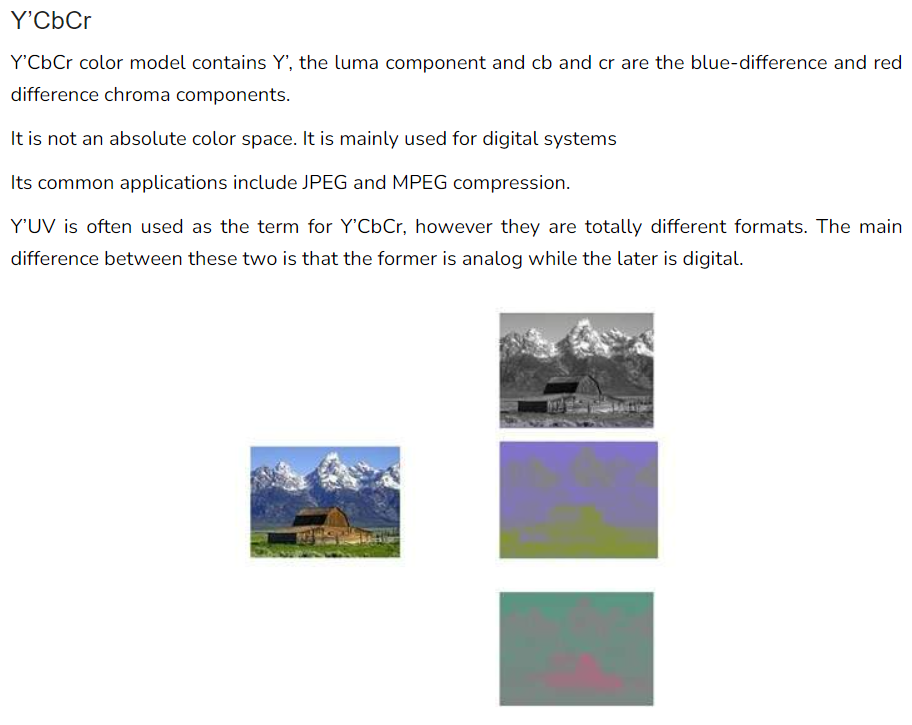 Y’CbCr
Y’CbCr color model contains Y’, the luma component and cb and cr are the blue-difference and red
difference chroma components.
It is not an absolute color space. It is mainly used for digital systems
Its common applications include JPEG and MPEG compression.
Y’UV is often used as the term for Y’CbCr, however they are totally different formats. The main
difference between these two is that the former is analog while the later is digital.